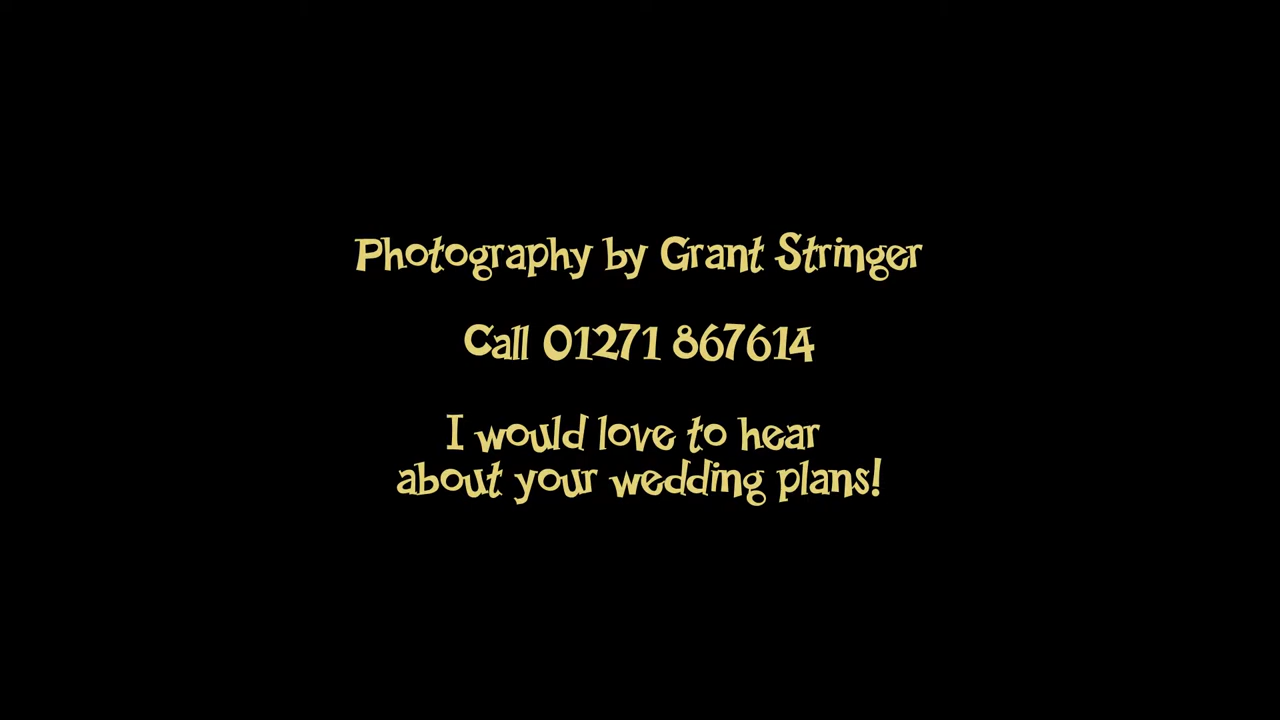 Photography by Grant Stringer
Call 01271 867614
I would love to hear
about your wedding plans!